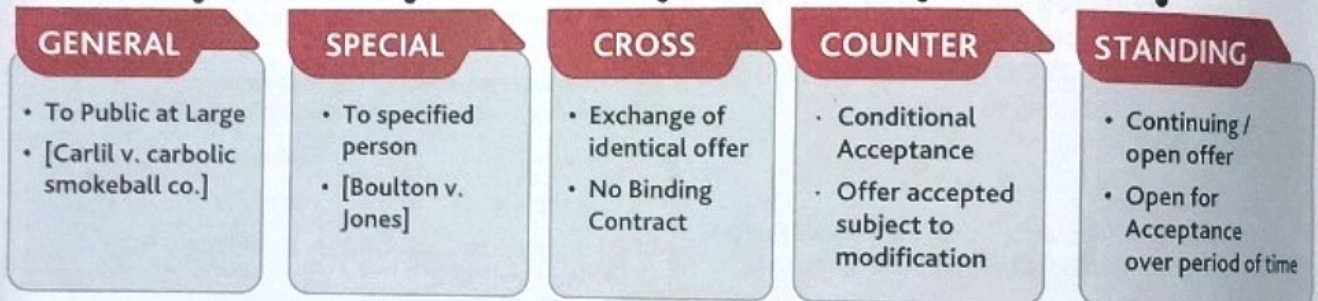 GENERAL
• To Public at Large
• [Carlil v. carbolic
smokeball co.]
SPECIAL
• To specified
person
• [Boulton v.
Jones]
CROSS
• Exchange of
identical offer
• No Binding
Contract
COUNTER
· Conditional
Acceptance
· Offer accepted
subject to
modification
STANDING
• Continuing /
open offer
• Open for
Acceptance
over period of time